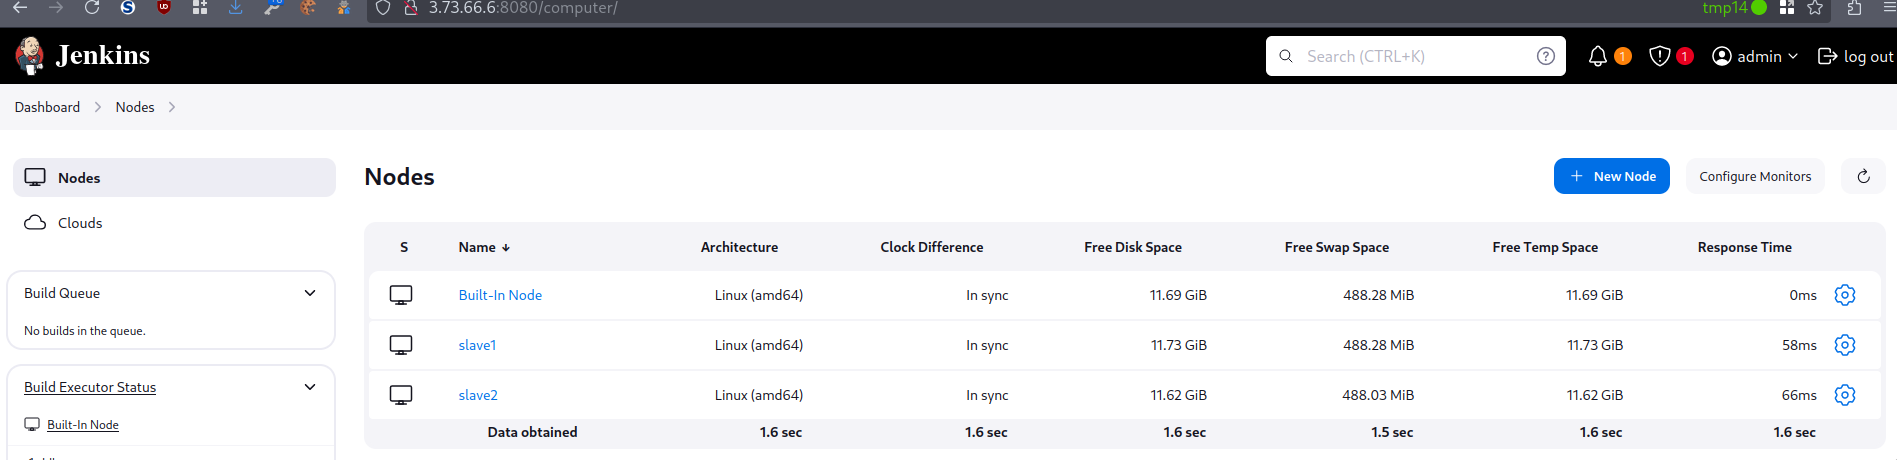 3.73.66.6:8080/computer/ tmp14
Jenkins Search (CTRL+K) 1 1 admin log out
Dashboard Nodes
Nodes
Clouds
Build Queue
No builds in the queue.
Build Executor Status
Built-In Node
Nodes New Node Configure Monitors
S Name ↓ Architecture Clock Difference Free Disk Space Free Swap Space Free Temp Space Response Time
Built-In Node Linux (amd64) In sync 11.69 GiB 488.28 MiB 11.69 GiB 0ms
slave1 Linux (amd64) In sync 11.73 GiB 488.28 MiB 11.73 GiB 58ms
slave2 Linux (amd64) In sync 11.62 GiB 488.03 MiB 11.62 GiB 66ms
Data obtained 1.6 sec 1.6 sec 1.6 sec 1.5 sec 1.6 sec 1.6 sec